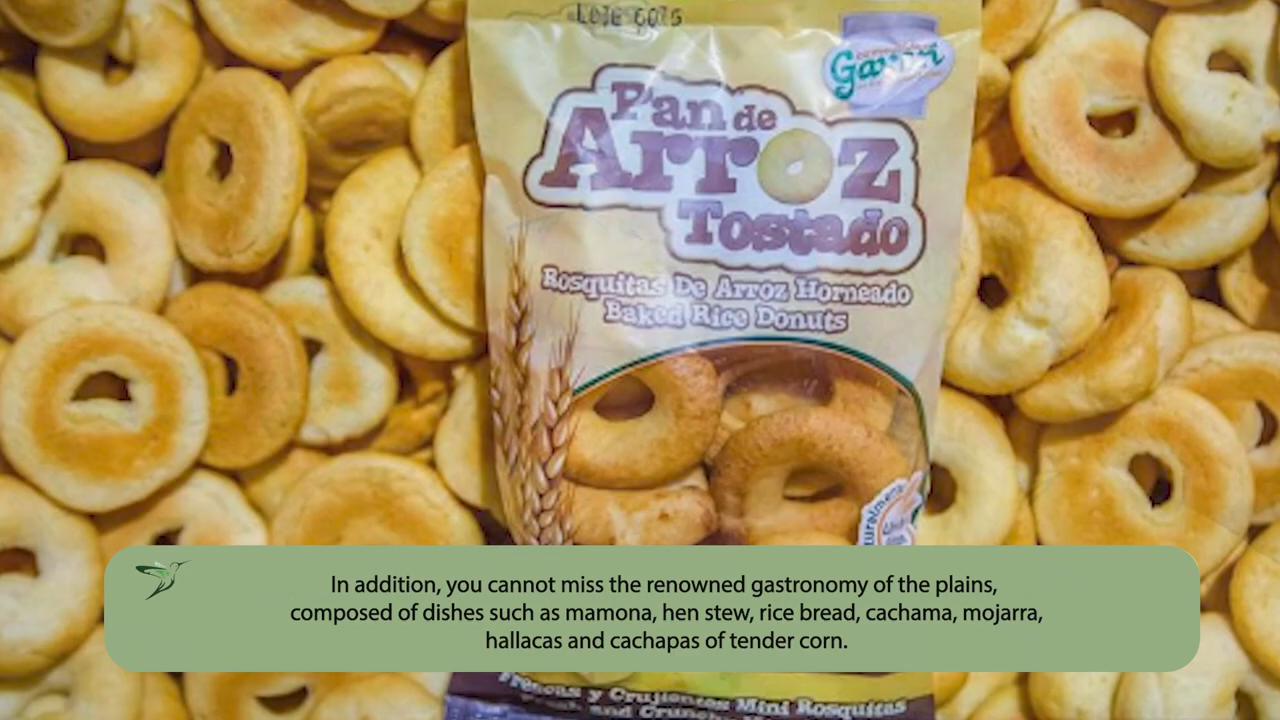 LOTE 6015
Pan de
Arroz
Tostado
Rosquitas De Arroz Horneado
Baked Rice Donuts
In addition, you cannot miss the renowned gastronomy of the plains,
composed of dishes such as mamona, hen stew, rice bread, cachama, mojarra,
hallacas and cachapas of tender corn.
Frescas y Crujientes Mini Rosquitas
and Crunchy